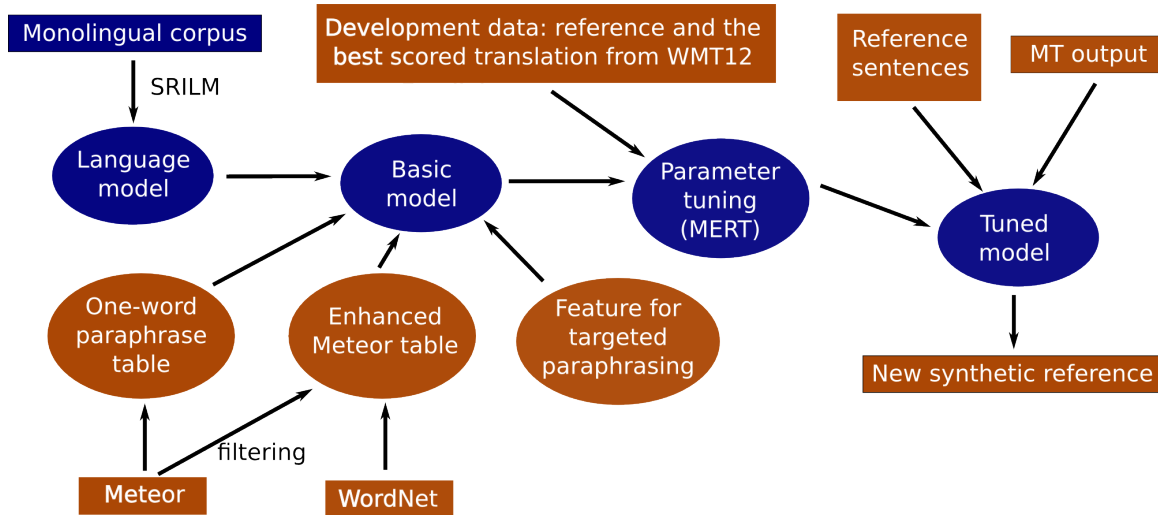 Monolingual corpus
SRILM
Language
model
Development data: reference and the
best scored translation from WMT12
Basic
model
Parameter
tuning
(MERT)
Reference
sentences
MT output
Tuned
model
One-word
paraphrase
table
Enhanced
Meteor table
Feature for
targeted
paraphrasing
New synthetic reference
filtering
Meteor
WordNet